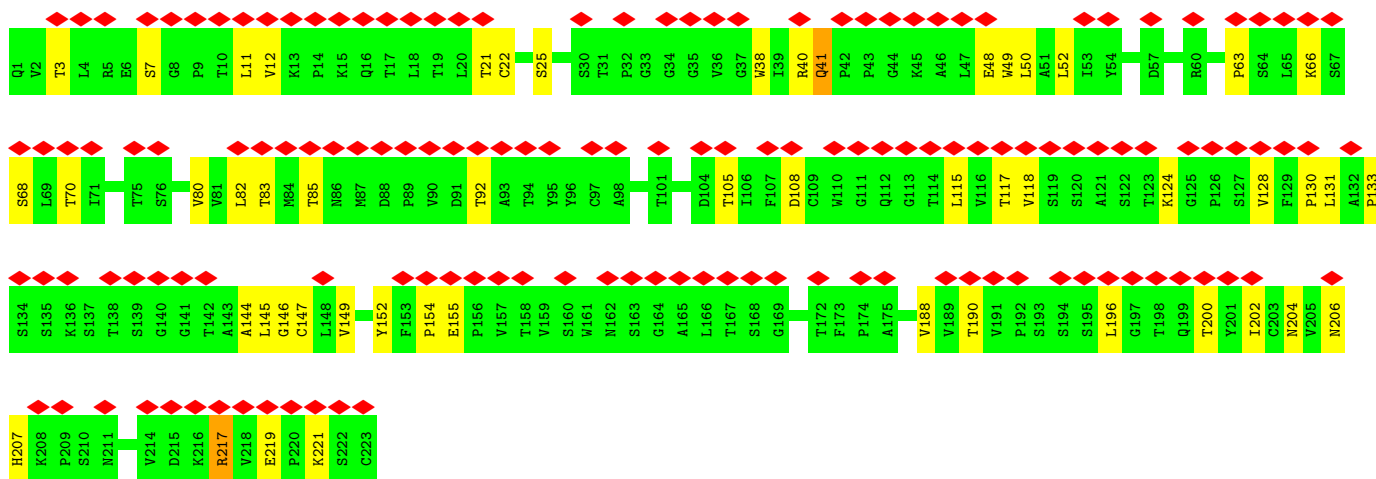 Q1 V2 T3 L4 R5 E6 S7 G8 P9 T10 L11 V12 K13 P14 K15 Q16 T17 L18 T19 L20 T21 C22 S25 S30 T31 P32 G33 G34 G35 V36 G37 W38 I39 R40 Q41 P42 P43 G44 K45 A46 L47 E48 W49 L50 A51 L52 I53 Y54 D57 R60 P63 S64 L65 K66 S67
S68 L69 T70 I71 T75 S76 V80 V81 L82 T83 M84 T85 N86 M87 D88 P89 V90 D91 T92 A93 T94 Y95 Y96 C97 A98 T101 D104 T105 I106 F107 D108 C109 W110 G111 Q112 G113 T114 L115 V116 T117 V118 S119 S120 A121 S122 T123 K124 G125 P126 S127 V128 F129 P130 L131 A132 P133
S134 S135 K136 S137 T138 S139 G140 G141 T142 A143 A144 L145 G146 C147 L148 V149 Y152 F153 P154 E155 P156 V157 T158 V159 S160 W161 N162 S163 G164 A165 L166 T167 S168 G169 T172 F173 P174 A175 V188 V189 T190 V191 P192 S193 S194 S195 L196 G197 T198 Q199 T200 Y201 I202 C203 N204 V205 N206
H207 K208 P209 S210 N211 V214 D215 K216 R217 V218 E219 P220 K221 S222 C223